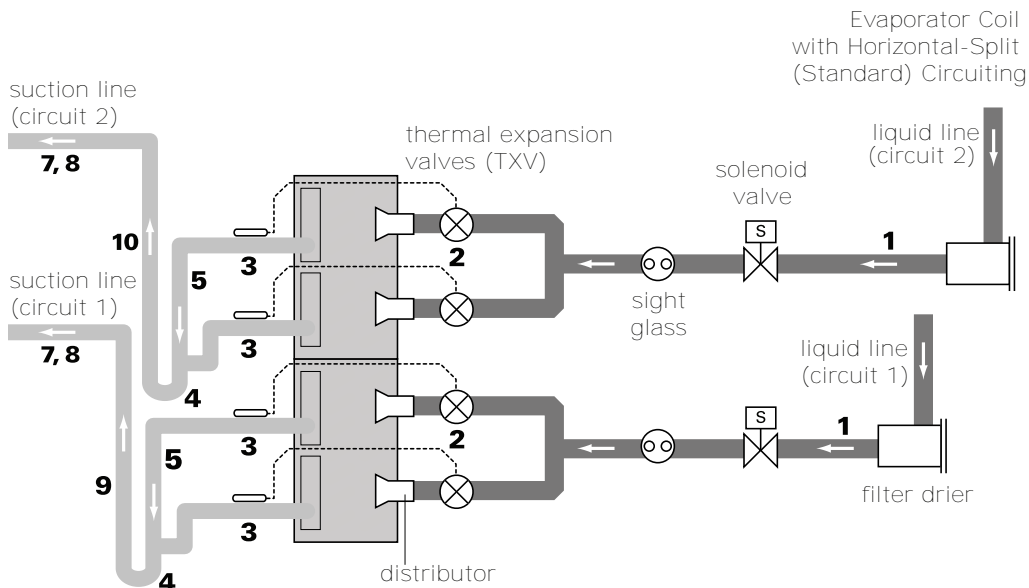 Evaporator Coil
with Horizontal-Split
(Standard) Circuiting
suction line
(circuit 2)
7, 8
thermal expansion
valves (TXV)
solenoid
valve
liquid line
(circuit 2)
S
1
10
5
3
2
sight
glass
suction line
(circuit 1)
7, 8
3
4
liquid line
(circuit 1)
S
1
5
3
2
9
3
4
filter drier
distributor